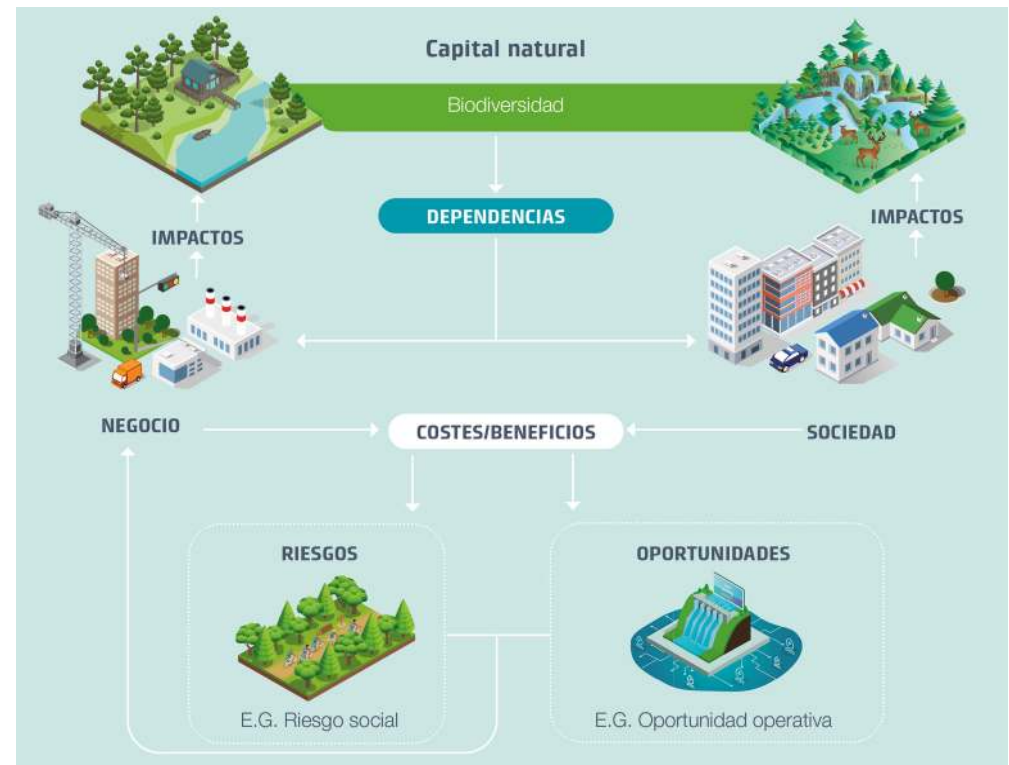 Capital natural
Biodiversidad
DEPENDENCIAS
IMPACTOS
IMPACTOS
NEGOCIO
COSTES/BENEFICIOS
SOCIEDAD
RIESGOS
OPORTUNIDADES
E.G. Riesgo social
E.G. Oportunidad operativa